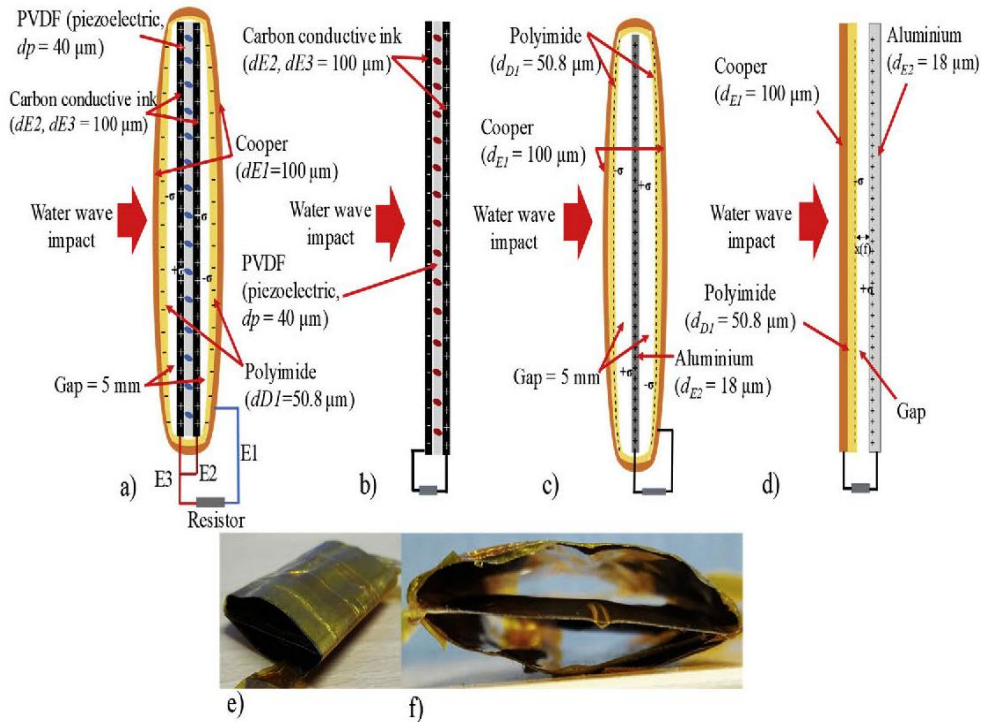 PVDF (piezoelectric,
dp = 40 µm)
Carbon conductive ink
(dE2, dE3 = 100 µm)
Cooper
(dE1=100 µm)
Water wave
impact
-σ
-σ
+σ
-σ
Gap = 5 mm
Polyimide
(dD1=50.8 µm)
E1
E2
E3
Resistor
a)
Carbon conductive ink
(dE2, dE3 = 100 µm)
Water wave
impact
PVDF
(piezoelectric,
dp = 40 µm)
b)
Polyimide
(dD1 = 50.8 µm)
Cooper
(dE1 = 100 µm)
-σ
+σ
Water wave
impact
Gap = 5 mm
Aluminium
(dE2 = 18 µm)
+σ
-σ
c)
Aluminium
(dE2 = 18 µm)
Cooper
(dE1 = 100 µm)
Water wave
impact
-σ
x(f)
+σ
Polyimide
(dD1 = 50.8 µm)
Gap
d)
e)
f)